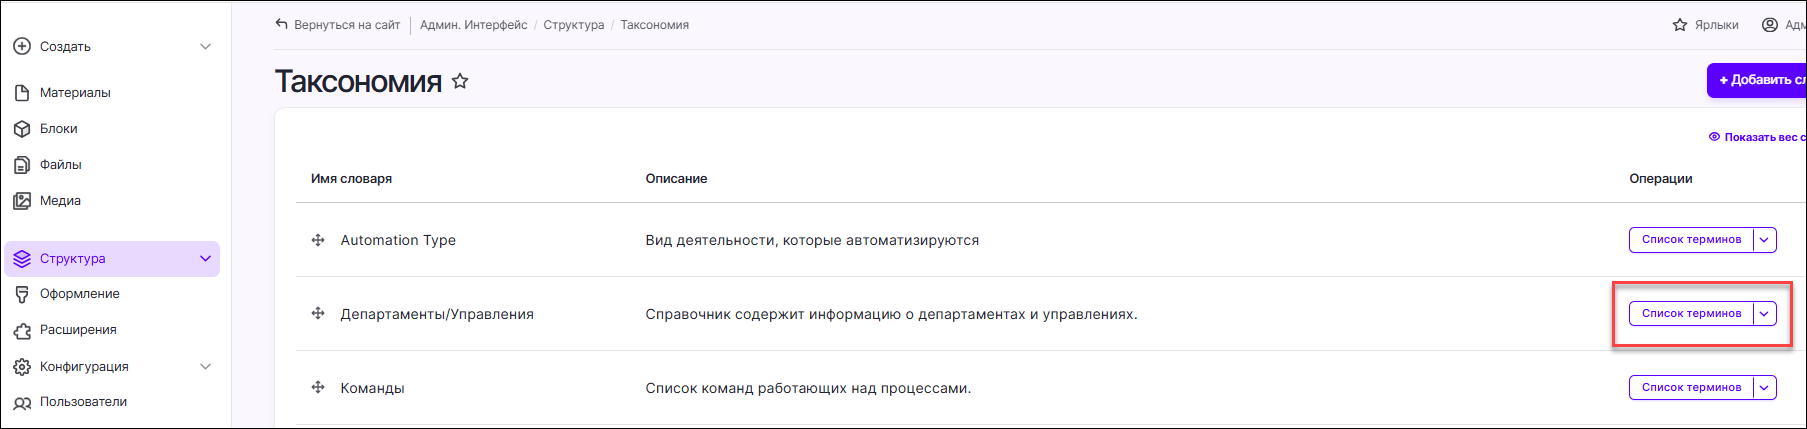 Вернуться на сайт Админ. Интерфейс / Структура / Таксономия Ярлыки Адм
Создать
Таксономия
+ Добавить сл
Материалы
Блоки
Показать вес с
Файлы
Имя словаря Описание Операции
Медиа
Automation Type Вид деятельности, которые автоматизируются Список терминов
Структура
Оформление
Департаменты/Управления Справочник содержит информацию о департаментах и управлениях. Список терминов
Расширения
Конфигурация
Команды Список команд работающих над процессами. Список терминов
Пользователи